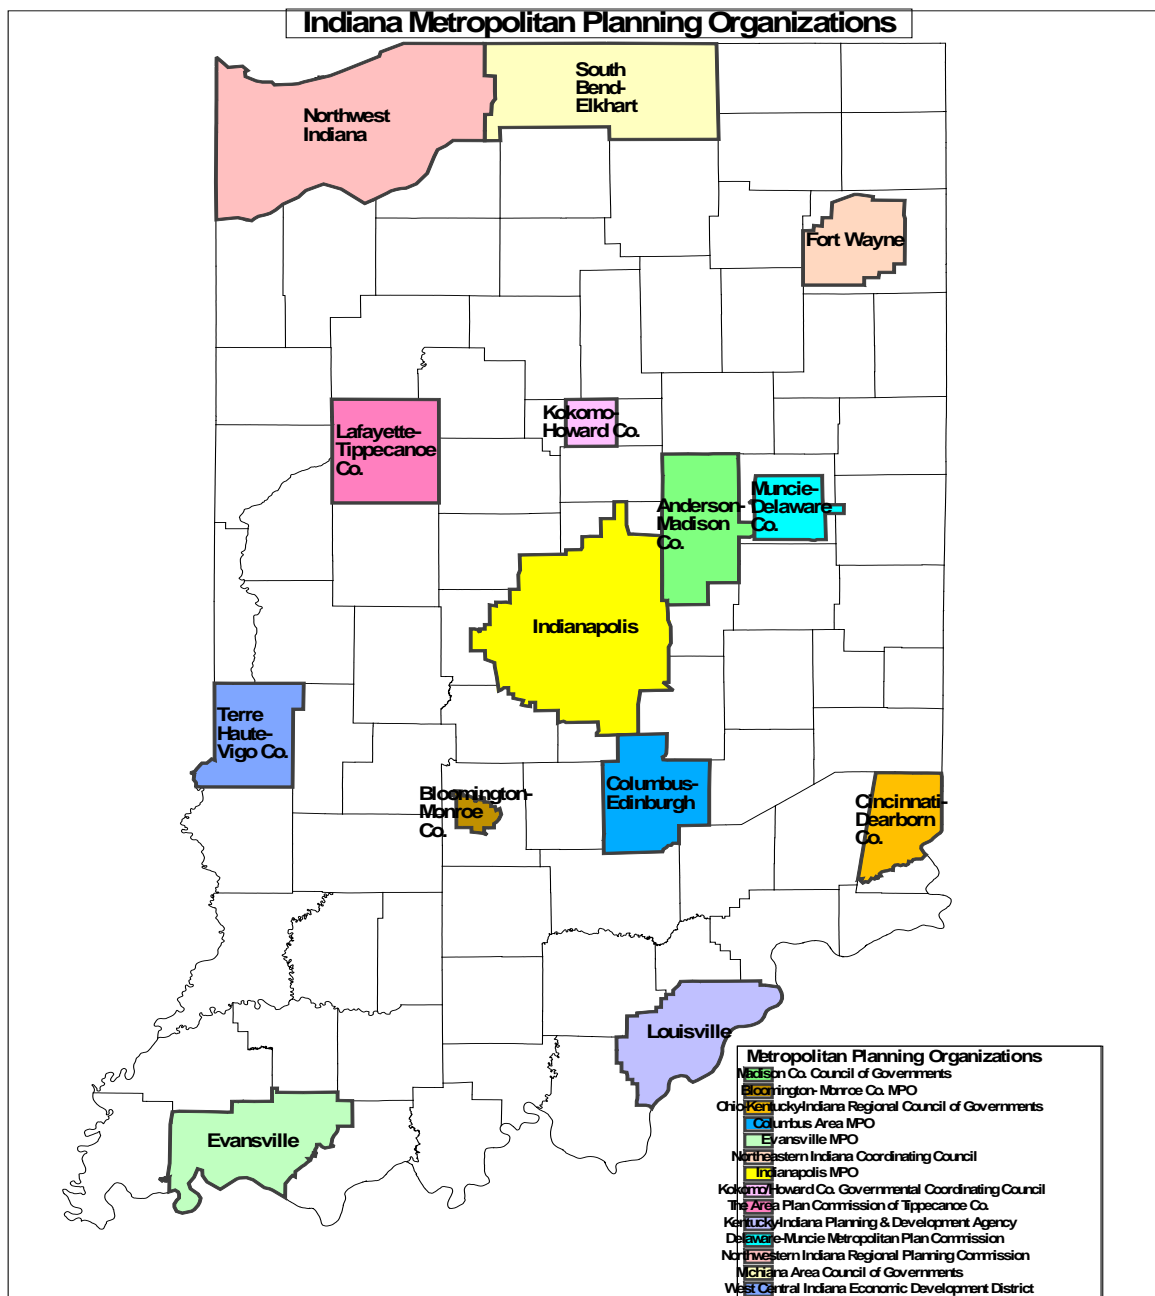 Indiana Metropolitan Planning Organizations
South
Bend-
Elkhart
Northwest
Indiana
Fort Wayne
Kokomo-
Howard Co.
Lafayette-
Tippecanoe
Co.
Muncie-
Delaware
Co.
Anderson-
Madison
Co.
Indianapolis
Terre
Haute-
Vigo Co.
Columbus-
Edinburgh
Bloomington-
Monroe
Co.
Cincinnati-
Dearborn
Co.
Louisville
Evansville
Metropolitan Planning Organizations
Madison Co. Council of Governments
Bloomington- Monroe Co. MPO
Ohio-Kentucky-Indiana Regional Council of Governments
Columbus Area MPO
Evansville MPO
Northeastern Indiana Coordinating Council
Indianapolis MPO
Kokomo/Howard Co. Governmental Coordinating Council
The Area Plan Commission of Tippecanoe Co.
Kentucky-Indiana Planning & Development Agency
Delaware-Muncie Metropolitan Plan Commission
Northwestern Indiana Regional Planning Commission
Michiana Area Council of Governments
West Central Indiana Economic Development District